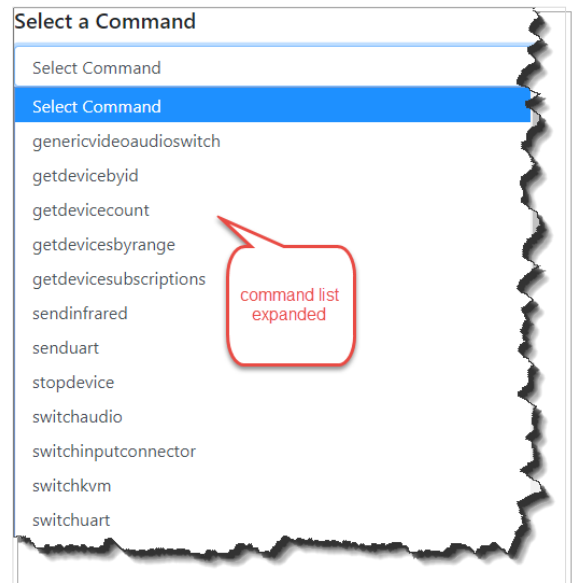 Select a Command
Select Command
Select Command
genericvideoaudioswitch
getdevicebyid
getdevicecount
getdevicesbyrange
getdevicesubscriptions
command list
expanded
sendinfrared
senduart
stopdevice
switchaudio
switchinputconnector
switchkvm
switchuart